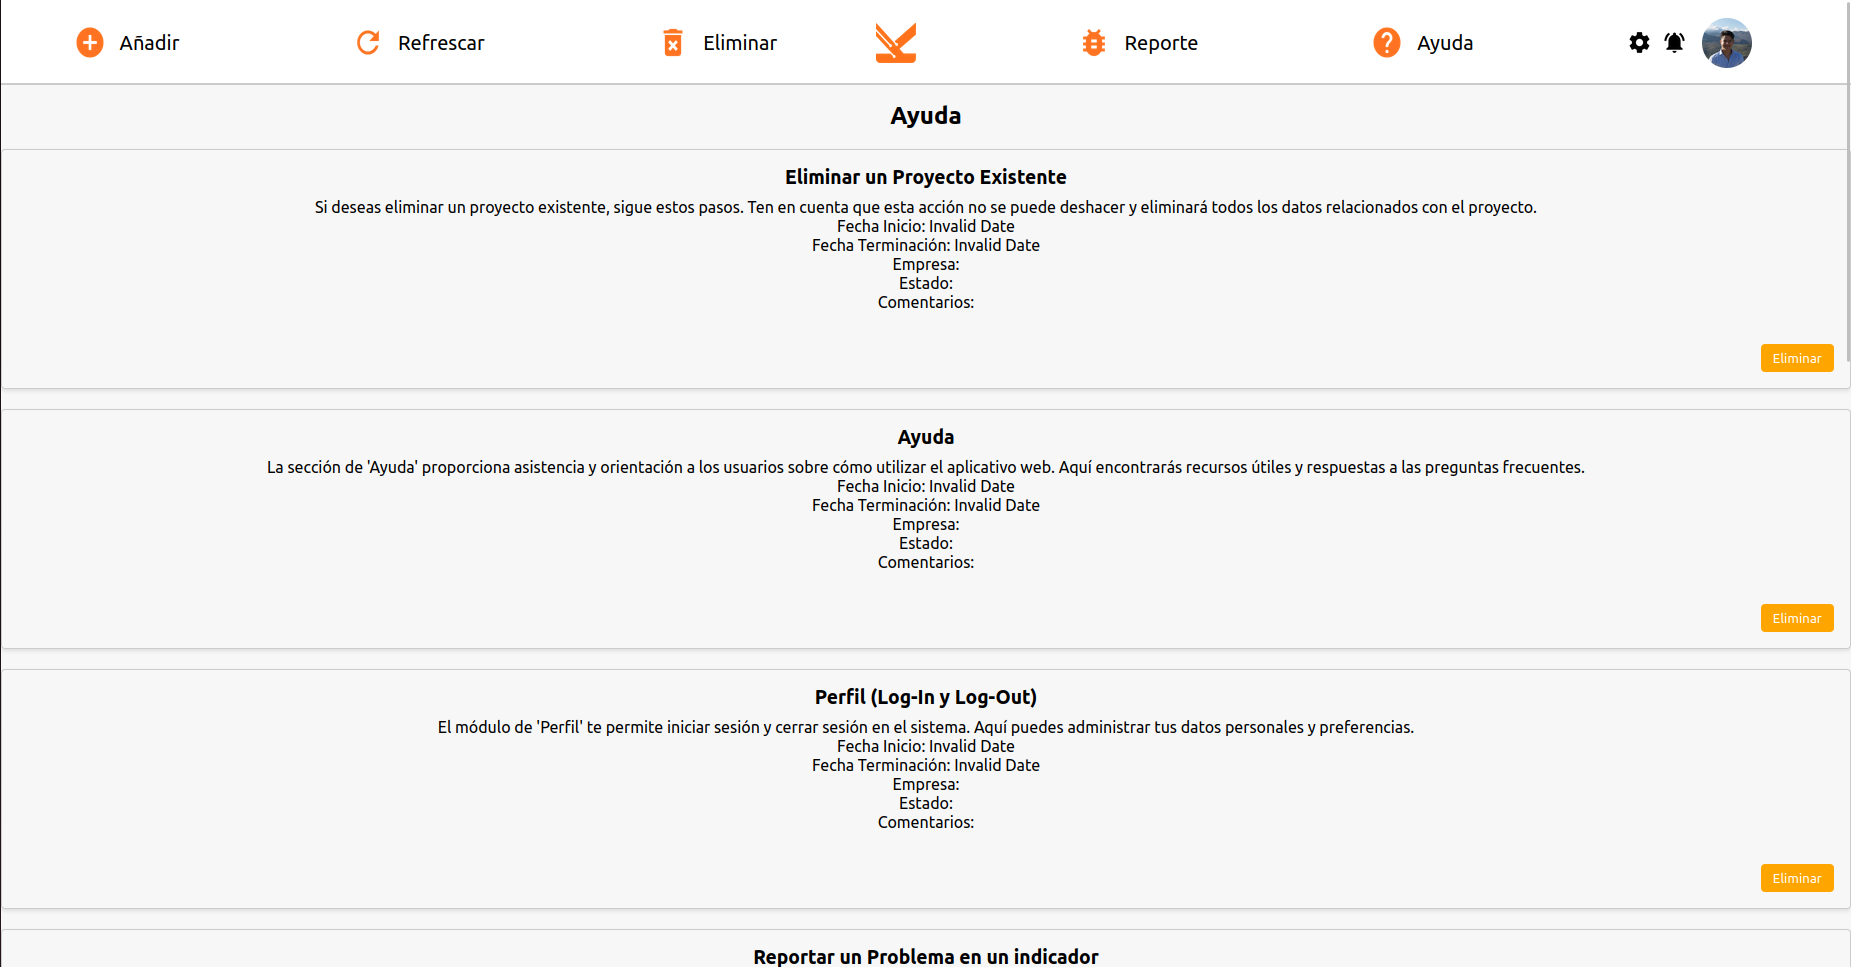 Añadir
Refrescar
Eliminar
Reporte
Ayuda
Ayuda
Eliminar un Proyecto Existente
Si deseas eliminar un proyecto existente, sigue estos pasos. Ten en cuenta que esta acción no se puede deshacer y eliminará todos los datos relacionados con el proyecto.
Fecha Inicio: Invalid Date
Fecha Terminación: Invalid Date
Empresa:
Estado:
Comentarios:
Eliminar
Ayuda
La sección de 'Ayuda' proporciona asistencia y orientación a los usuarios sobre cómo utilizar el aplicativo web. Aquí encontrarás recursos útiles y respuestas a las preguntas frecuentes.
Fecha Inicio: Invalid Date
Fecha Terminación: Invalid Date
Empresa:
Estado:
Comentarios:
Eliminar
Perfil (Log-In y Log-Out)
El módulo de 'Perfil' te permite iniciar sesión y cerrar sesión en el sistema. Aquí puedes administrar tus datos personales y preferencias.
Fecha Inicio: Invalid Date
Fecha Terminación: Invalid Date
Empresa:
Estado:
Comentarios:
Eliminar
Reportar un Problema en un indicador